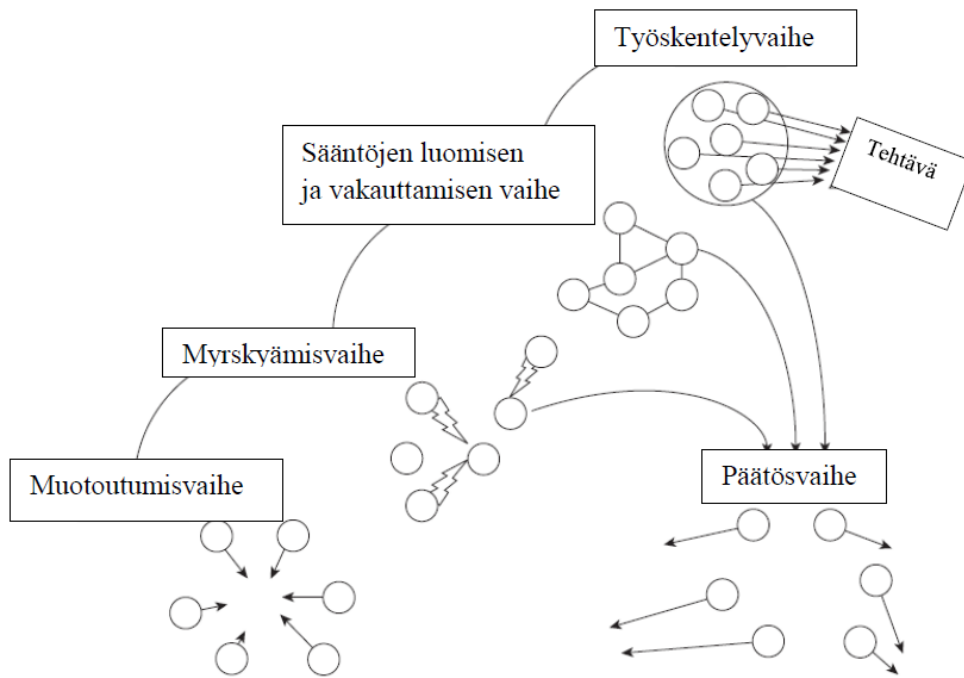 Työskentelyvaihe
Sääntöjen luomisen
ja vakauttamisen vaihe
Tehtävä
Myrskyämisvaihe
Muotoutumisvaihe
Päätösvaihe